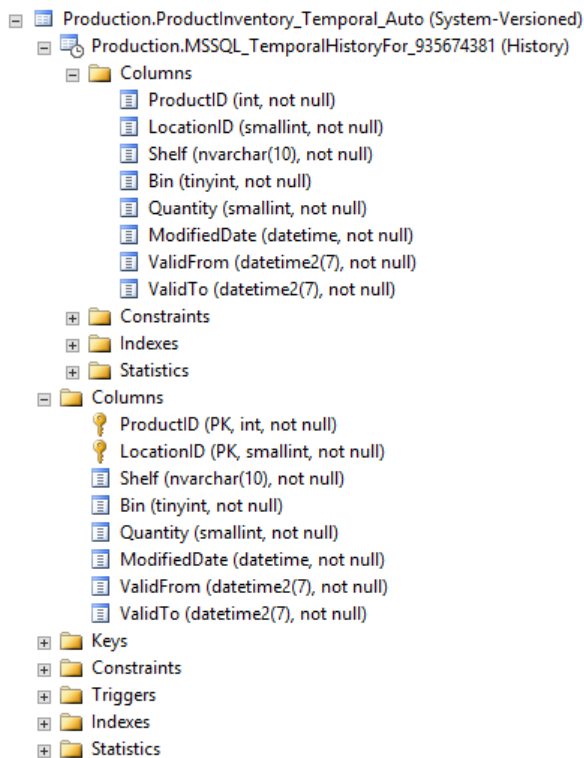 Production.ProductInventory_Temporal_Auto (System-Versioned)
Production.MSSQL_TemporalHistoryFor_935674381 (History)
Columns
ProductID (int, not null)
LocationID (smallint, not null)
Shelf (nvarchar(10), not null)
Bin (tinyint, not null)
Quantity (smallint, not null)
ModifiedDate (datetime, not null)
ValidFrom (datetime2(7), not null)
ValidTo (datetime2(7), not null)
Constraints
Indexes
Statistics
Columns
ProductID (PK, int, not null)
LocationID (PK, smallint, not null)
Shelf (nvarchar(10), not null)
Bin (tinyint, not null)
Quantity (smallint, not null)
ModifiedDate (datetime, not null)
ValidFrom (datetime2(7), not null)
ValidTo (datetime2(7), not null)
Keys
Constraints
Triggers
Indexes
Statistics